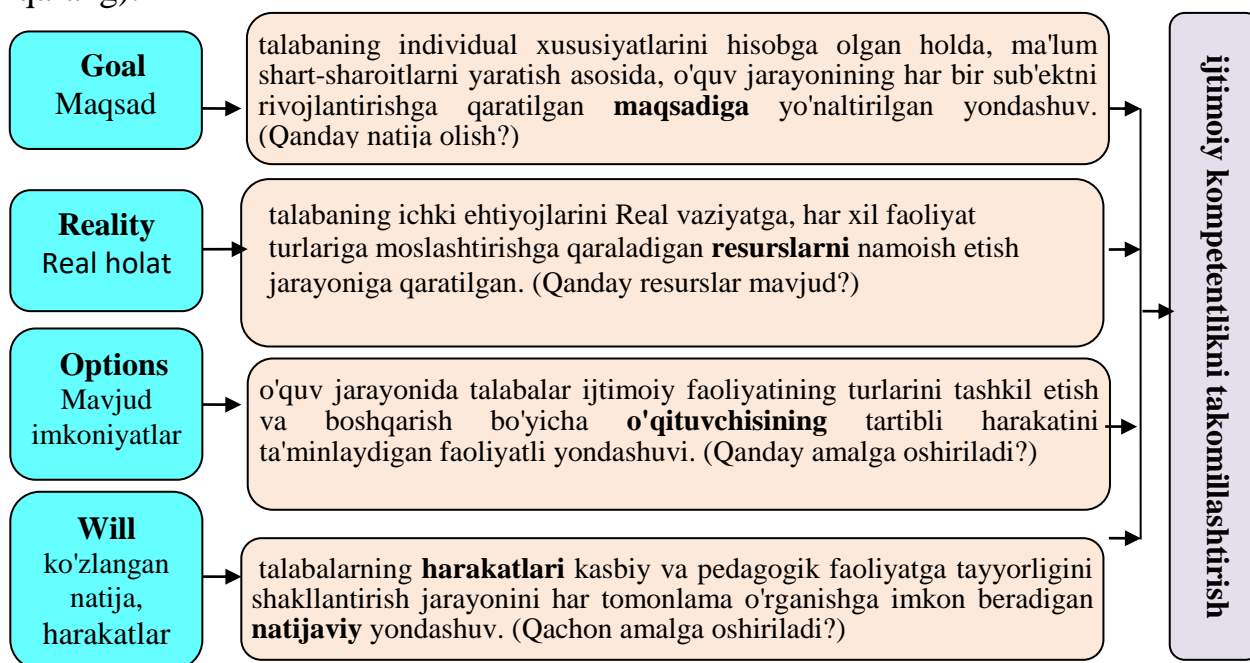 qarang).
Goal
Maqsad
talabaning individual xususiyatlarini hisobga olgan holda, ma'lum
shart-sharoitlarni yaratish asosida, o'quv jarayonining har bir sub'ektni
rivojlantirishga qaratilgan maqsadiga yo'naltirilgan yondashuv.
(Qanday natija olish?)
Reality
Real holat
talabaning ichki ehtiyojlarini Real vaziyatga, har xil faoliyat
turlariga moslashtirishga qaraladigan resurslarni namoish etish
jarayoniga qaratilgan. (Qanday resurslar mavjud?)
Options
Mavjud
imkoniyatlar
o'quv jarayonida talabalar ijtimoiy faoliyatining turlarini tashkil etish
va boshqarish bo'yicha o'qituvchisining tartibli harakatini
ta'minlaydigan faoliyatli yondashuvi. (Qanday amalga oshiriladi?)
Will
ko'zlangan
natija,
harakatlar
talabalarning harakatlari kasbiy va pedagogik faoliyatga tayyorligini
shakllantirish jarayonini har tomonlama o'rganishga imkon beradigan
natijaviy yondashuv. (Qachon amalga oshiriladi?)
ijtimoiy kompetentlikni takomillashtirish